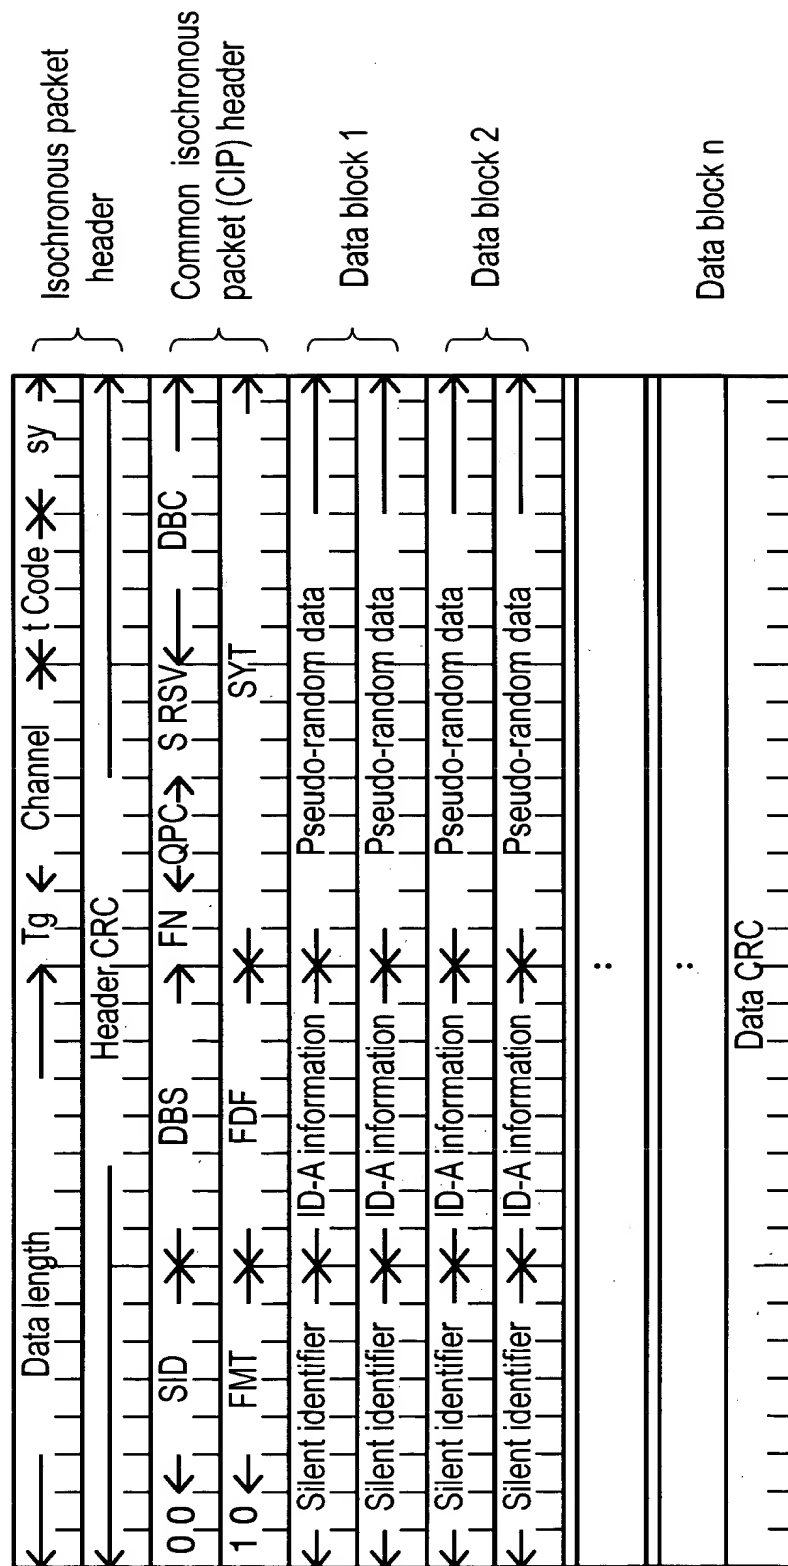 Data length Tg Channel t Code sy
Header CRC
Isochronous packet
header
0 0 SID DBS FN QPC S RSV DBC
1 0 FMT FDF SYT
Common isochronous
packet (CIP) header
Silent identifier ID-A information Pseudo-random data
Silent identifier ID-A information Pseudo-random data
Data block 1
Silent identifier ID-A information Pseudo-random data
Silent identifier ID-A information Pseudo-random data
Data block 2
:
:
Data block n
Data CRC